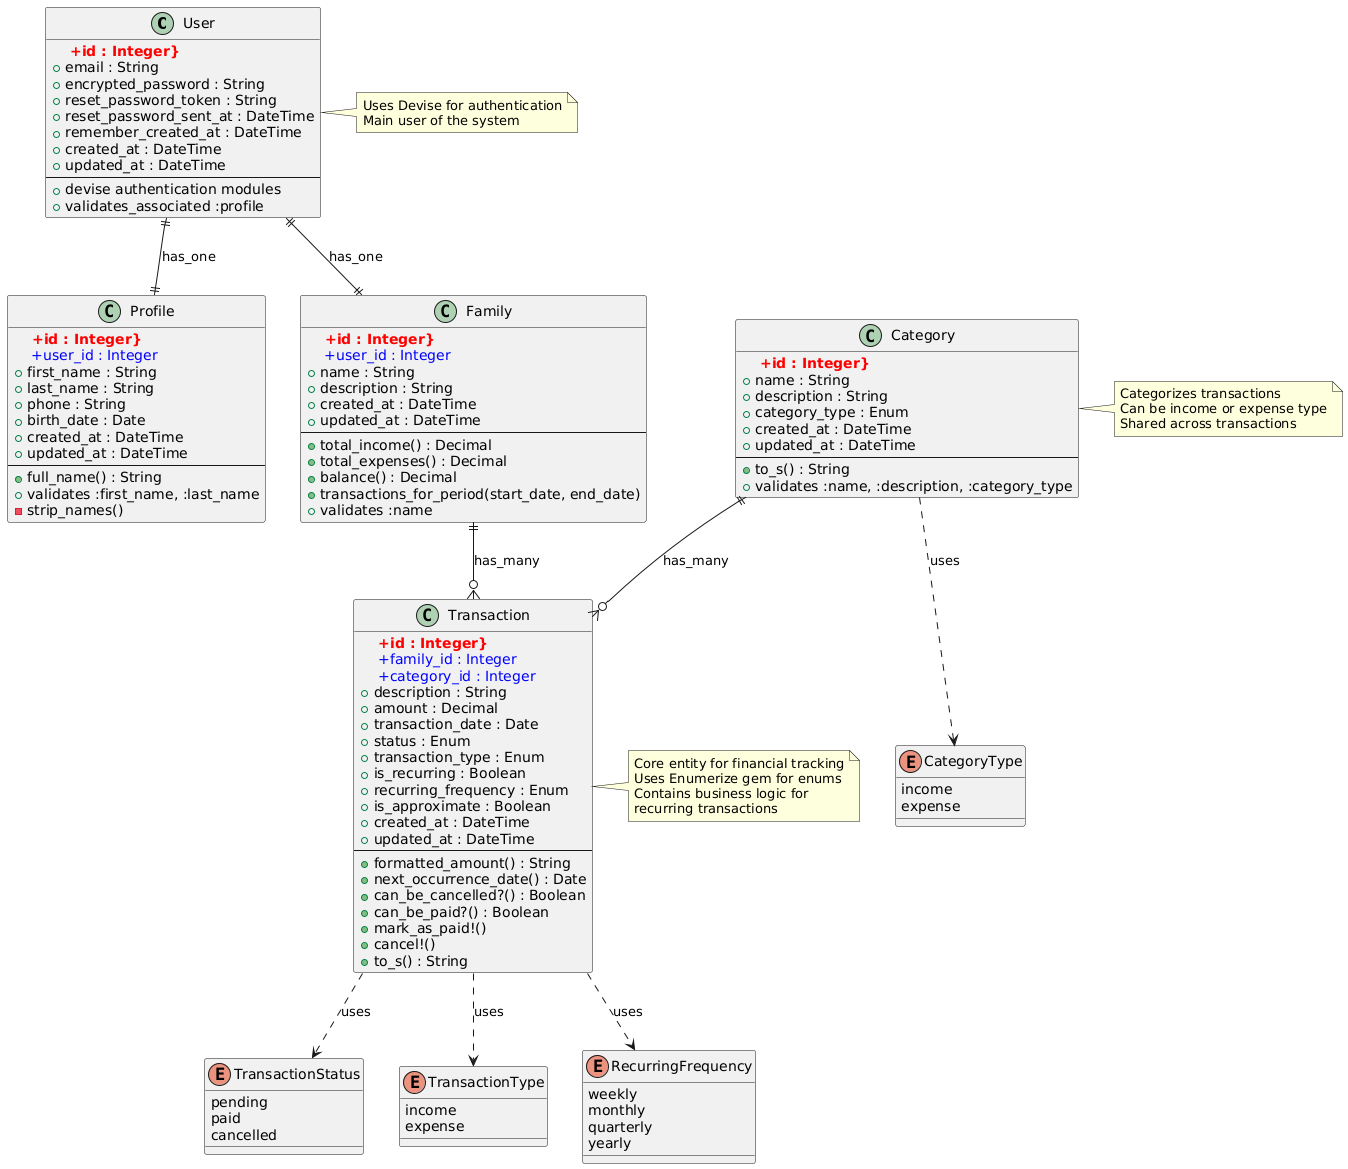 C User
+id : Integer}
email : String
encrypted_password : String
reset_password_token : String
reset_password_sent_at : DateTime
remember_created_at : DateTime
created_at : DateTime
updated_at : DateTime
devise authentication modules
validates_associated :profile
Uses Devise for authentication
Main user of the system
has_one
has_one
C Profile
+id : Integer}
+user_id : Integer
first_name : String
last_name : String
phone : String
birth_date : Date
created_at : DateTime
updated_at : DateTime
full_name() : String
validates :first_name, :last_name
strip_names()
C Family
+id : Integer}
+user_id : Integer
name : String
description : String
created_at : DateTime
updated_at : DateTime
total_income() : Decimal
total_expenses() : Decimal
balance() : Decimal
transactions_for_period(start_date, end_date)
validates :name
C Category
+id : Integer}
name : String
description : String
category_type : Enum
created_at : DateTime
updated_at : DateTime
to_s() : String
validates :name, :description, :category_type
Categorizes transactions
Can be income or expense type
Shared across transactions
has_many
has_many
uses
C Transaction
+id : Integer}
+family_id : Integer
+category_id : Integer
description : String
amount : Decimal
transaction_date : Date
status : Enum
transaction_type : Enum
is_recurring : Boolean
recurring_frequency : Enum
is_approximate : Boolean
created_at : DateTime
updated_at : DateTime
formatted_amount() : String
next_occurrence_date() : Date
can_be_cancelled?() : Boolean
can_be_paid?() : Boolean
mark_as_paid!()
cancel!()
to_s() : String
Core entity for financial tracking
Uses Enumerize gem for enums
Contains business logic for
recurring transactions
E CategoryType
income
expense
uses
uses
uses
E TransactionStatus
pending
paid
cancelled
E TransactionType
income
expense
E RecurringFrequency
weekly
monthly
quarterly
yearly